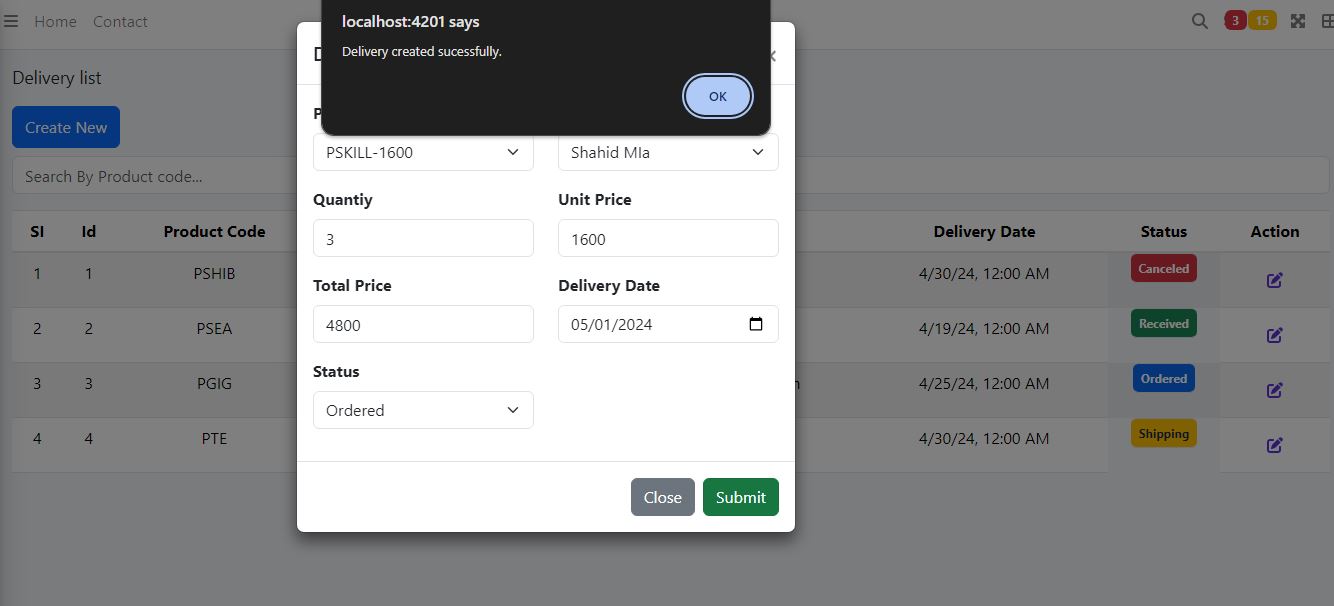 Home Contact
3 15
localhost:4201 says
Delivery created sucessfully.
OK
Delivery list
Create New
PSKILL-1600 Shahid MIa
Search By Product code...
Quantiy Unit Price
3 1600
Sl Id Product Code Delivery Date Status Action
1 1 PSHIB 4/30/24, 12:00 AM Canceled
Total Price Delivery Date
4800 05/01/2024
2 2 PSEA 4/19/24, 12:00 AM Received
Status
Ordered
3 3 PGIG 4/25/24, 12:00 AM Ordered
4 4 PTE 4/30/24, 12:00 AM Shipping
Close Submit